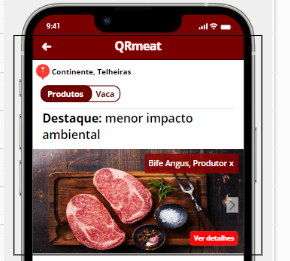 9:41
QRmeat
Continente, Telheiras
Produtos Vaca
Destaque: menor impacto
ambiental
Bife Angus, Produtor x
Ver detalhes